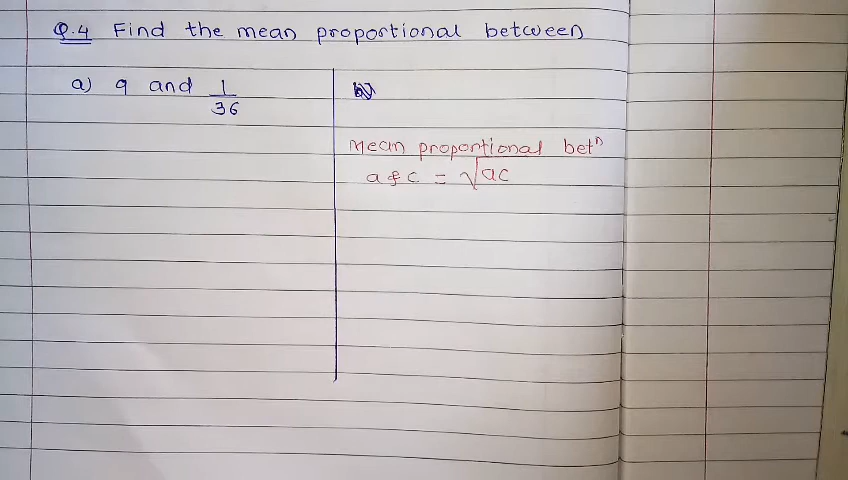 Q.4 Find the mean proportional between
a) 9 and 1/36
Mean proportional betⁿ
a & c = √ac